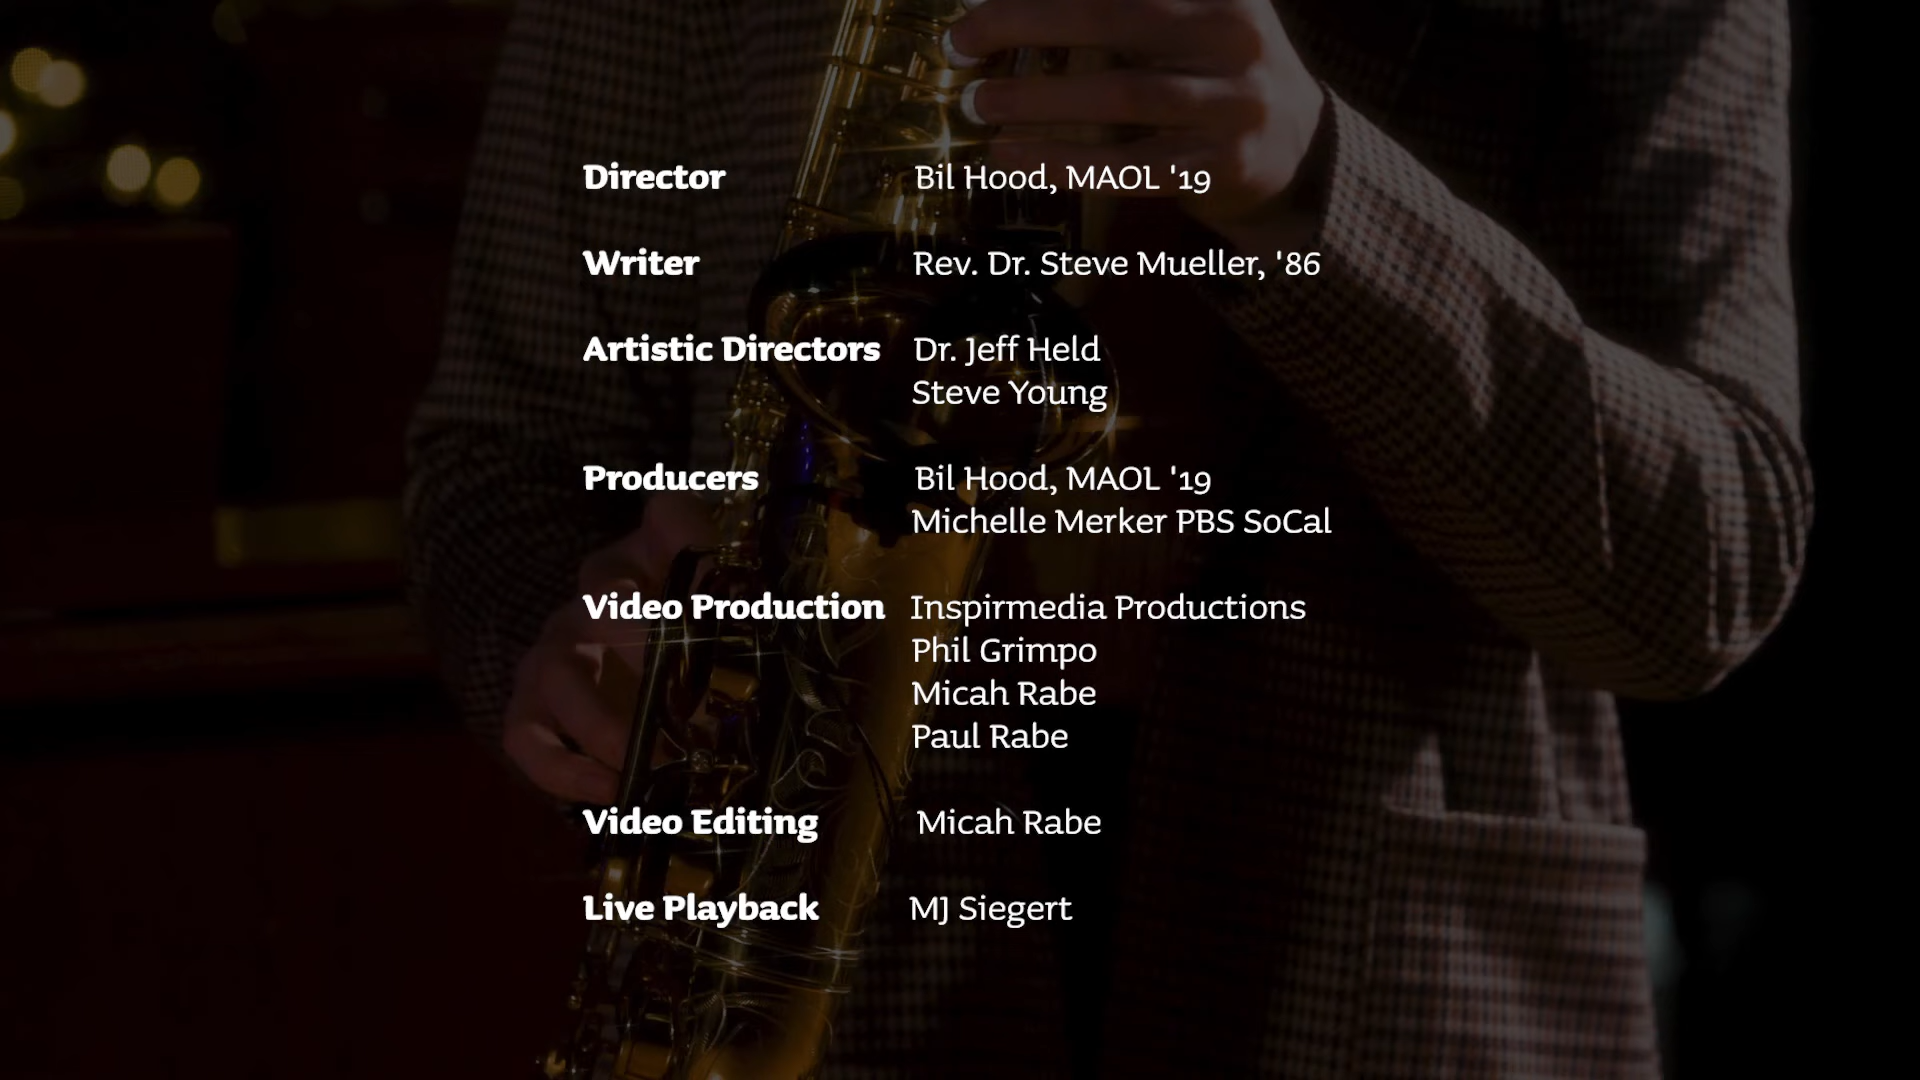 Director Bil Hood, MAOL '19
Writer Rev. Dr. Steve Mueller, '86
Artistic Directors Dr. Jeff Held
Steve Young
Producers Bil Hood, MAOL '19
Michelle Merker PBS SoCal
Video Production Inspirmedia Productions
Phil Grimpo
Micah Rabe
Paul Rabe
Video Editing Micah Rabe
Live Playback MJ Siegert